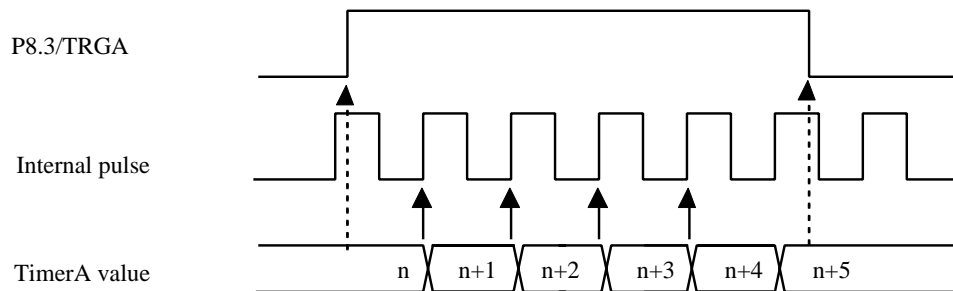 P8.3/TRGA
Internal pulse
TimerA value
n n+1 n+2 n+3 n+4 n+5